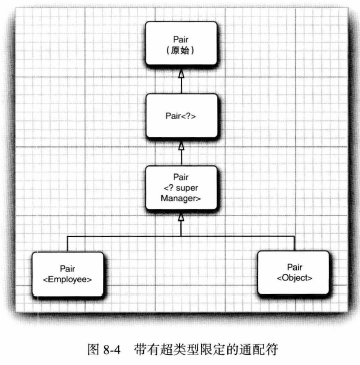 Pair
(原始)
Pair<?>
Pair
<? super
Manager>
Pair
<Employee>
Pair
<Object>
图 8-4 带有超类型限定的通配符